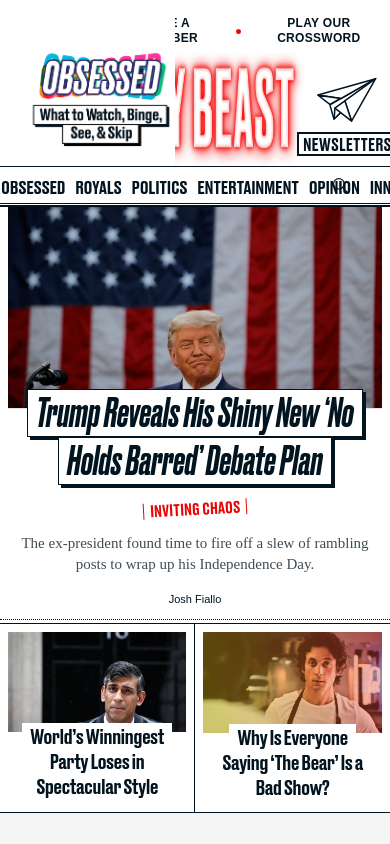 PLAY OUR
CROSSWORD
OBSESSED
What to Watch, Binge,
See, & Skip
BEAST
NEWSLETTERS
OBSESSED ROYALS POLITICS ENTERTAINMENT OPINION INN
Trump Reveals His Shiny New ‘No
Holds Barred’ Debate Plan
INVITING CHAOS
The ex-president found time to fire off a slew of rambling
posts to wrap up his Independence Day.
Josh Fiallo
World’s Winningest
Party Loses in
Spectacular Style
Why Is Everyone
Saying ‘The Bear’ Is a
Bad Show?